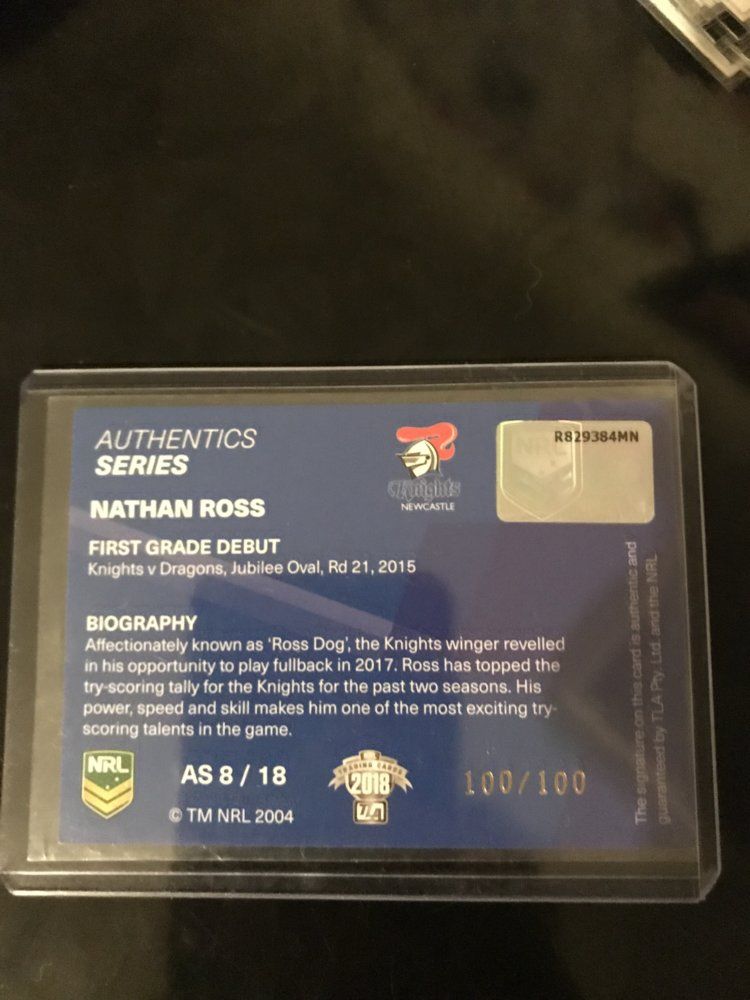 AUTHENTICS
SERIES
Knights
NEWCASTLE
NRL
R829384MN
NATHAN ROSS
FIRST GRADE DEBUT
Knights v Dragons, Jubilee Oval, Rd 21, 2015
BIOGRAPHY
Affectionately known as ‘Ross Dog’, the Knights winger revelled
in his opportunity to play fullback in 2017. Ross has topped the
try-scoring tally for the Knights for the past two seasons. His
power, speed and skill makes him one of the most exciting try-
scoring talents in the game.
NRL
AS 8 / 18
© TM NRL 2004
TRADING CARDS
2018
TLA
100/100
The signature on this card is authentic and
guaranteed by TLA Pty. Ltd. and the NRL